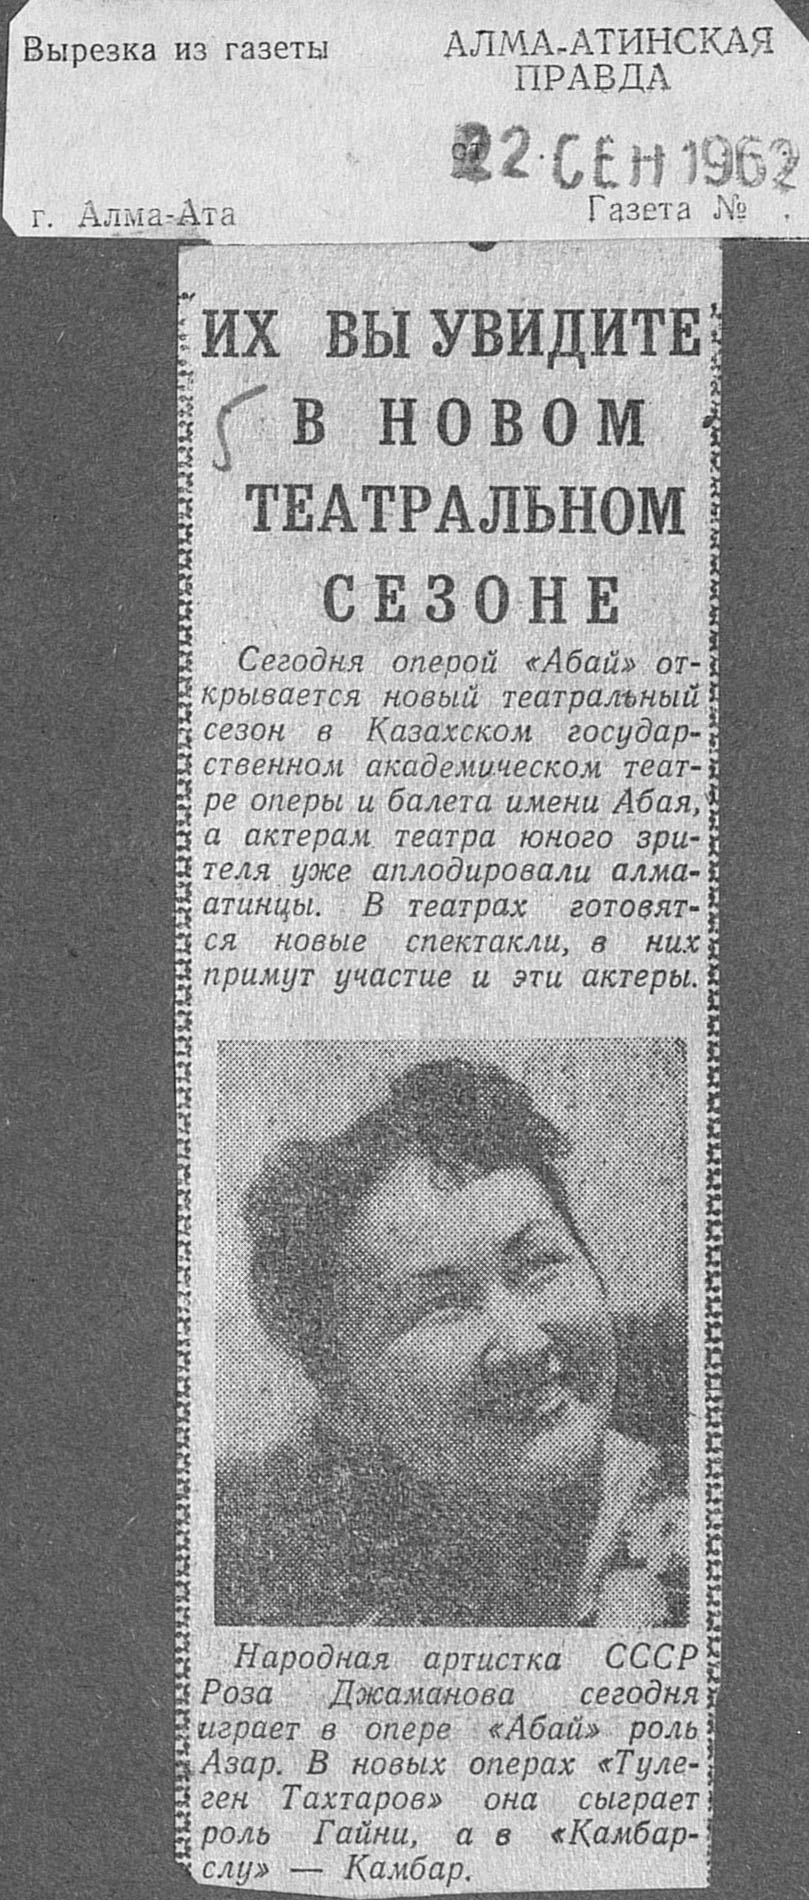 Вырезка из газеты
АЛМА-АТИНСКАЯ
ПРАВДА
от
22 СЕН 1962
г. Алма-Ата
Газета № .
ИХ ВЫ УВИДИТЕ
В НОВОМ
ТЕАТРАЛЬНОМ
СЕЗОНЕ
5
Сегодня оперой «Абай» от-
крывается новый театральный
сезон в Казахском государ-
ственном академическом теат-
ре оперы и балета имени Абая,
а актерам театра юного зри-
теля уже аплодировали алма-
атинцы. В театрах готовят-
ся новые спектакли, в них
примут участие и эти актеры.
Народная артистка СССР
Роза Джаманова сегодня
играет в опере «Абай» роль
Азар. В новых операх «Туле-
ген Тахтаров» она сыграет
роль Гайни, а в «Камбар-
слу» — Камбар.